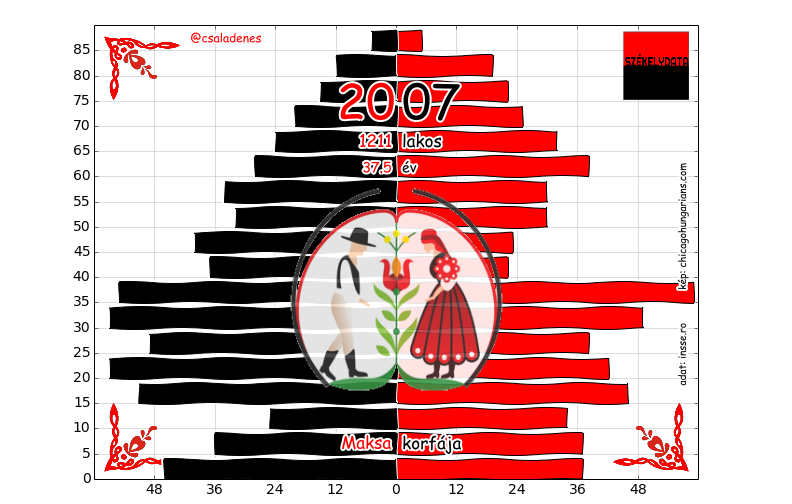 @csaladenes
SZÉKELYDATA
2007
1211 lakos
37.5 év
kép: chicagohungarians.com
adat: insse.ro
Maksa korfája
85
80
75
70
65
60
55
50
45
40
35
30
25
20
15
10
5
0
48 36 24 12 0 12 24 36 48